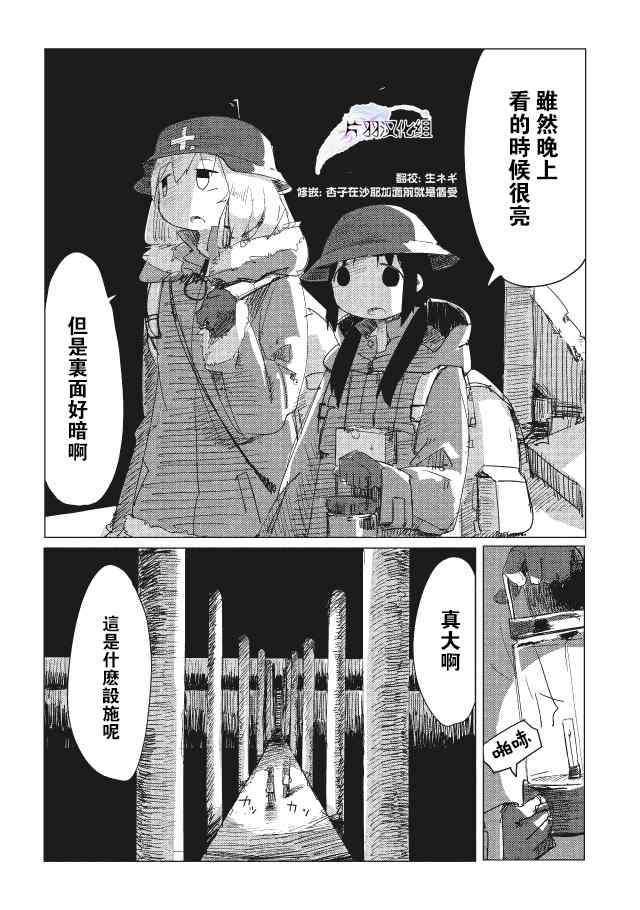 雖然晚上
看的時候很亮
片羽汉化组
翻校: 生ネギ
修嵌: 杏子在沙耶加面前就是個受
但是裏面好暗啊
啪咔
真大啊
這是什麽設施呢
カッ
カッ